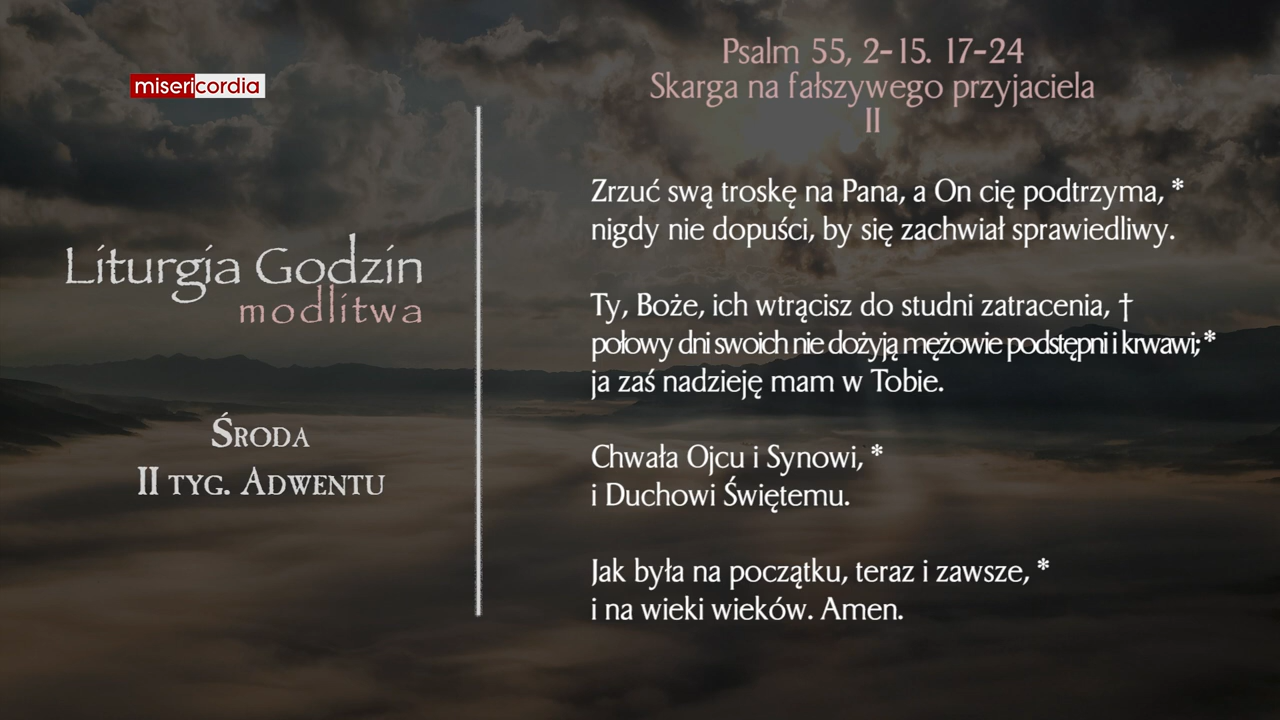 misericordia
Liturgia Godzin
modlitwa
Środa
II tyg. Adwentu
Psalm 55, 2-15. 17-24
Skarga na fałszywego przyjaciela
II
Zrzuć swą troskę na Pana, a On cię podtrzyma, *
nigdy nie dopuści, by się zachwiał sprawiedliwy.
Ty, Boże, ich wtrącisz do studni zatracenia, †
połowy dni swoich nie dożyją mężowie podstępni i krwawi; *
ja zaś nadzieję mam w Tobie.
Chwała Ojcu i Synowi, *
i Duchowi Świętemu.
Jak była na początku, teraz i zawsze, *
i na wieki wieków. Amen.